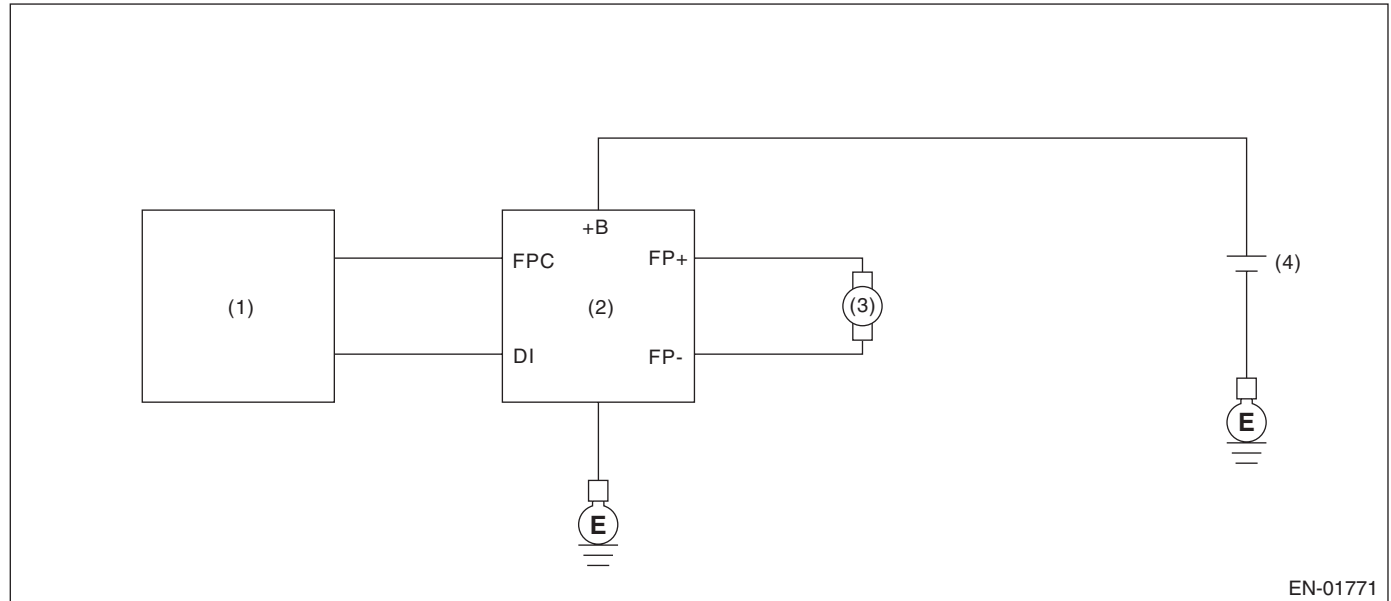 +B
FPC
FP+
(4)
(1)
(2)
(3)
DI
FP-
E
E
EN-01771